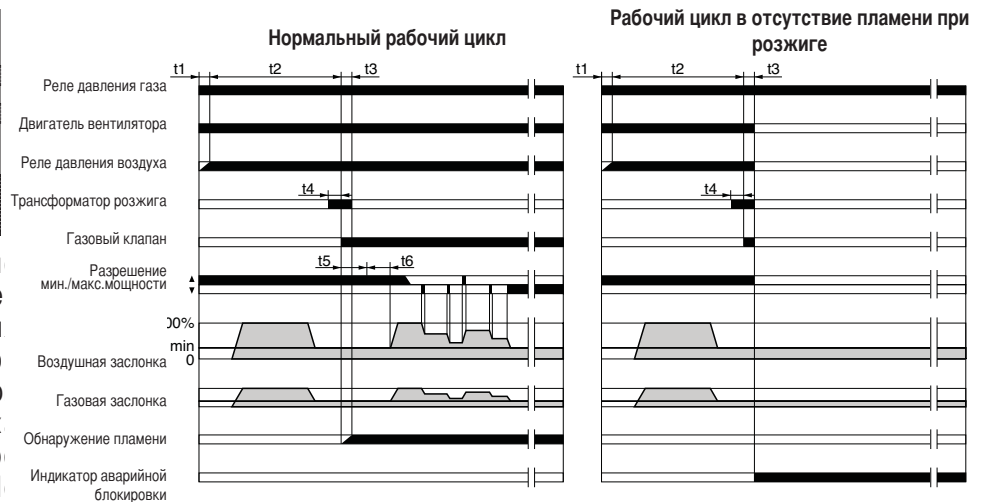 Нормальный рабочий цикл
Рабочий цикл в отсутствие пламени при
розжиге
t1 t2 t3
t1 t2 t3
Реле давления газа
Двигатель вентилятора
Реле давления воздуха
t4
t4
Трансформатор розжига
Газовый клапан
t5 t6
Разрешение
мин./макс.мощности
00%
min
0
Воздушная заслонка
Газовая заслонка
Обнаружение пламени
Индикатор аварийной
блокировки